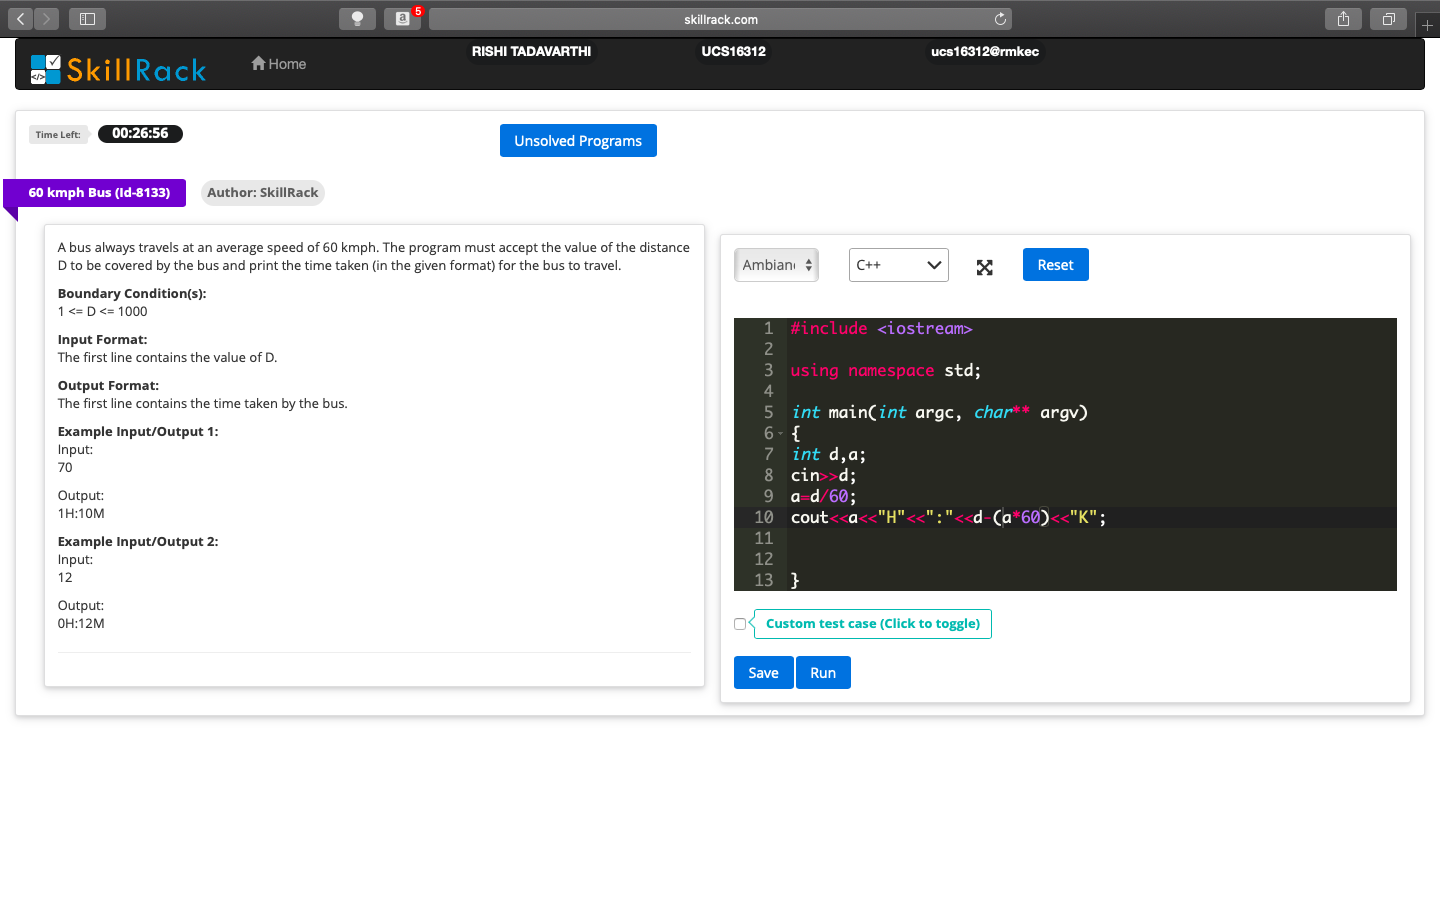 5
skillrack.com
SkillRack
Home
RISHI TADAVARTHI
UCS16312
ucs16312@rmkec
Time Left:
00:26:56
Unsolved Programs
60 kmph Bus (Id-8133)
Author: SkillRack
A bus always travels at an average speed of 60 kmph. The program must accept the value of the distance
D to be covered by the bus and print the time taken (in the given format) for the bus to travel.
Boundary Condition(s):
1 <= D <= 1000
Input Format:
The first line contains the value of D.
Output Format:
The first line contains the time taken by the bus.
Example Input/Output 1:
Input:
70
Output:
1H:10M
Example Input/Output 2:
Input:
12
Output:
0H:12M
Ambian
C++
Reset
1 #include <iostream>
2
3 using namespace std;
4
5 int main(int argc, char** argv)
6 {
7 int d,a;
8 cin>>d;
9 a=d/60;
10 cout<<a<<"H"<<":"<<d-(a*60)<<"K";
11
12
13 }
Custom test case (Click to toggle)
Save
Run